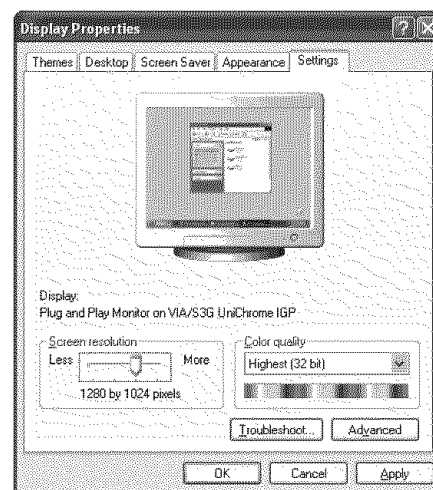 Display Properties
Themes Desktop Screen Saver Appearance Settings
Display:
Plug and Play Monitor on VIA/S3G UniChrome IGP
Screen resolution
Less More
1280 by 1024 pixels
Color quality
Highest (32 bit)
Troubleshoot... Advanced
OK Cancel Apply